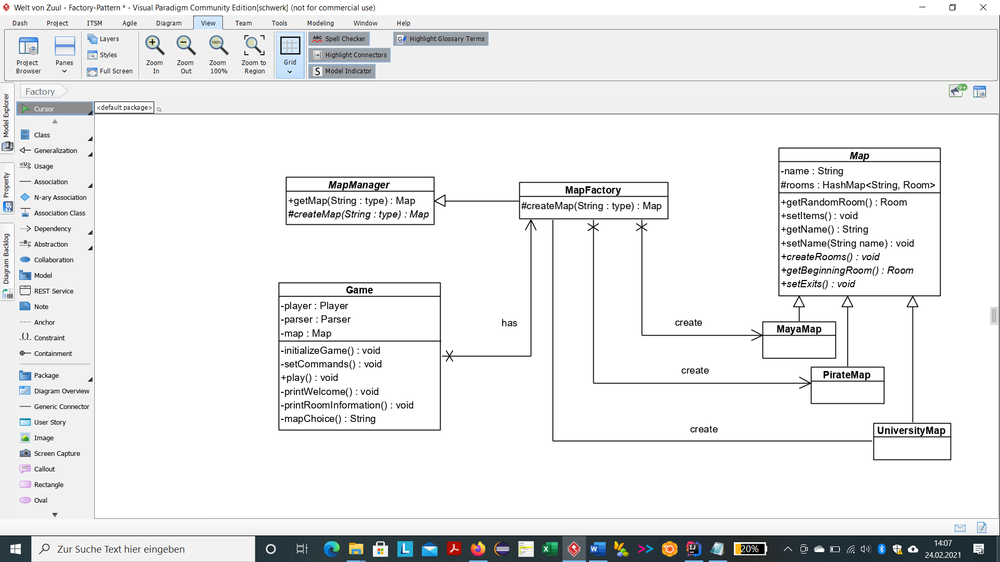 Welt von Zuul - Factory-Pattern * - Visual Paradigm Community Edition[schwerk] (not for commercial use)
Dash Project ITSM Agile Diagram View Team Tools Modeling Window Help
Project Browser
Panes
Layers
Styles
Full Screen
Zoom In
Zoom Out
100%
Zoom 100%
Zoom to Region
Grid
ABC Spell Checker
Highlight Connectors
S Model Indicator
G Highlight Glossary Terms
Factory
9+
Model Explorer
Property
Diagram Backlog
Cursor
<default package>
Class
Generalization
«U» Usage
Association
N-ary Association
Association Class
Dependency
«a» Abstraction
Collaboration
Model
REST Service
Note
Anchor
{.} Constraint
Containment
Package
Diagram Overview
Generic Connector
User Story
Image
Screen Capture
Callout
Rectangle
Oval
MapManager
+getMap(String : type) : Map
#createMap(String : type) : Map
MapFactory
#createMap(String : type) : Map
Map
-name : String
#rooms : HashMap<String, Room>
+getRandomRoom() : Room
+setItems() : void
+getName() : String
+setName(String name) : void
+createRooms() : void
+getBeginningRoom() : Room
+setExits() : void
Game
-player : Player
-parser : Parser
-map : Map
-initializeGame() : void
-setCommands() : void
+play() : void
-printWelcome() : void
-printRoomInformation() : void
-mapChoice() : String
has
create
MayaMap
create
PirateMap
create
UniversityMap
Zur Suche Text hier eingeben
L
IJ
20%
14:07
24.02.2021